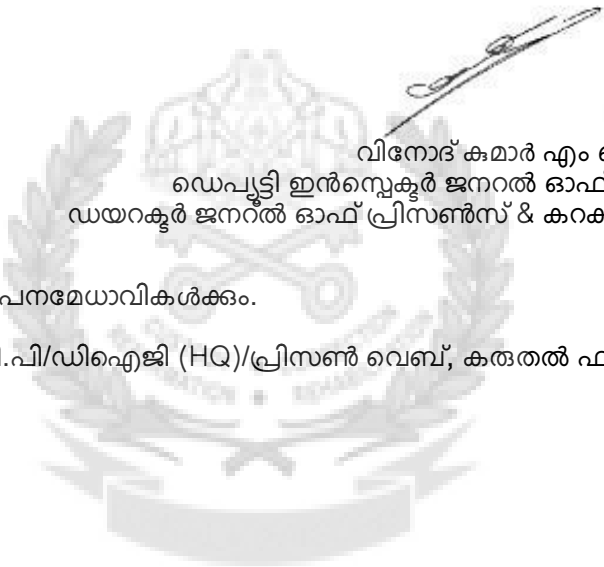 വിനോദ് കുമാർ എം
ഡെപ്യൂട്ടി ഇൻസ്പെക്ടർ ജനറൽ ഓഫ്
ഡയറക്ടർ ജനറൽ ഓഫ് പ്രിസൺസ് & കറക
പനമേധാവികൾക്കും.
.പി/ഡിഐജി (HQ)/പ്രിസൺ വെബ്, കരുതൽ ഫ